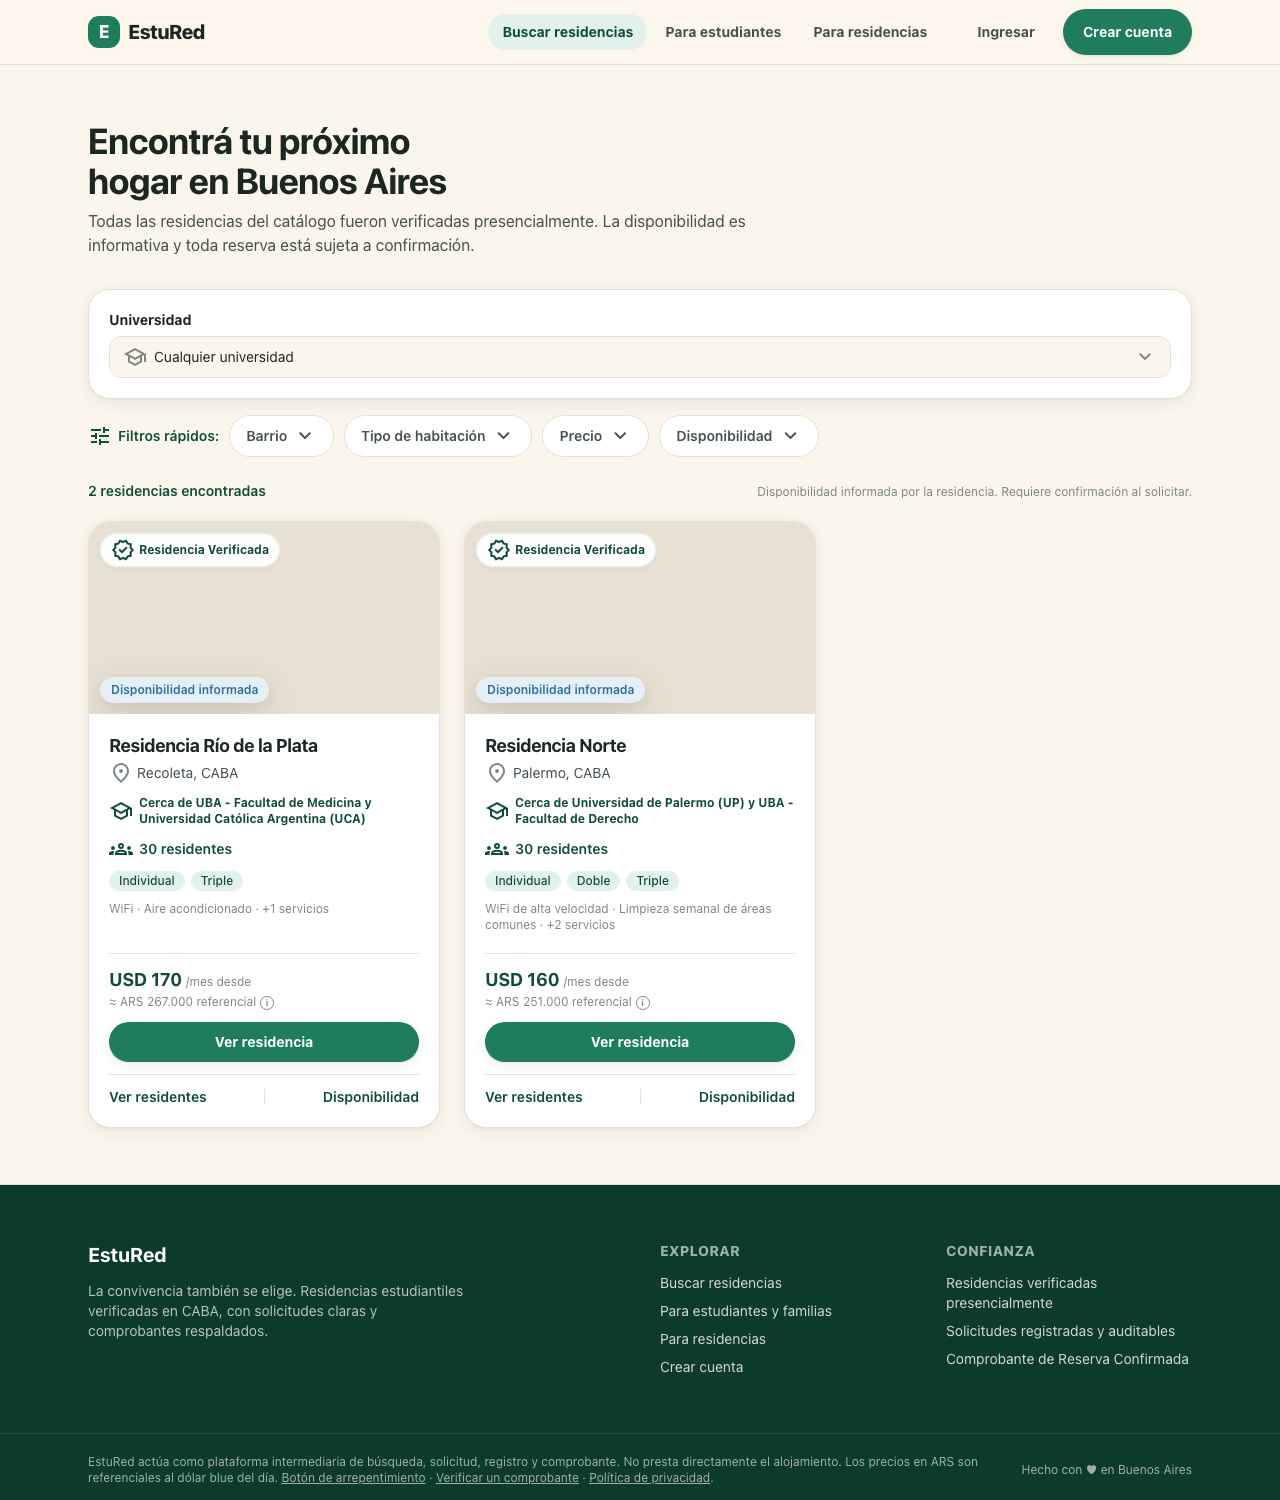 E EstuRed
Buscar residencias
Para estudiantes
Para residencias
Ingresar
Crear cuenta
Encontrá tu próximo
hogar en Buenos Aires
Todas las residencias del catálogo fueron verificadas presencialmente. La disponibilidad es
informativa y toda reserva está sujeta a confirmación.
Universidad
Cualquier universidad
Filtros rápidos:
Barrio
Tipo de habitación
Precio
Disponibilidad
2 residencias encontradas
Disponibilidad informada por la residencia. Requiere confirmación al solicitar.
Residencia Verificada
Disponibilidad informada
Residencia Río de la Plata
Recoleta, CABA
Cerca de UBA - Facultad de Medicina y
Universidad Católica Argentina (UCA)
30 residentes
Individual
Triple
WiFi · Aire acondicionado · +1 servicios
USD 170 /mes desde
≈ ARS 267.000 referencial i
Ver residencia
Ver residentes
Disponibilidad
Residencia Verificada
Disponibilidad informada
Residencia Norte
Palermo, CABA
Cerca de Universidad de Palermo (UP) y UBA -
Facultad de Derecho
30 residentes
Individual
Doble
Triple
WiFi de alta velocidad · Limpieza semanal de áreas
comunes · +2 servicios
USD 160 /mes desde
≈ ARS 251.000 referencial i
Ver residencia
Ver residentes
Disponibilidad
EstuRed
La convivencia también se elige. Residencias estudiantiles
verificadas en CABA, con solicitudes claras y
comprobantes respaldados.
EXPLORAR
Buscar residencias
Para estudiantes y familias
Para residencias
Crear cuenta
CONFIANZA
Residencias verificadas
presencialmente
Solicitudes registradas y auditables
Comprobante de Reserva Confirmada
EstuRed actúa como plataforma intermediaria de búsqueda, solicitud, registro y comprobante. No presta directamente el alojamiento. Los precios en ARS son
referenciales al dólar blue del día. Botón de arrepentimiento · Verificar un comprobante · Política de privacidad.
Hecho con ♥ en Buenos Aires